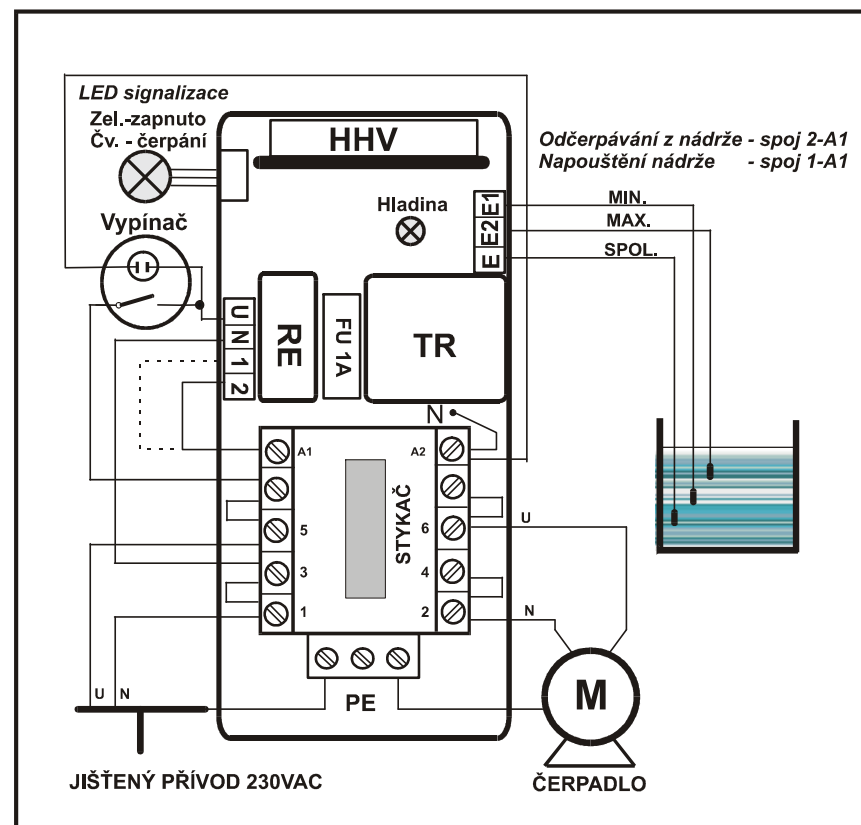 LED signalizace
Zel.-zapnuto
Čv. - čerpání
HHV
Odčerpávání z nádrže - spoj 2-A1
Napouštění nádrže - spoj 1-A1
Hladina
E1
E2
E
MIN.
MAX.
SPOL.
Vypínač
U
N
1
2
RE
FU 1A
TR
N
A1
A2
STYKAČ
5
3
1
6
4
2
U
N
PE
M
U N
JIŠŤENÝ PŘÍVOD 230VAC
ČERPADLO